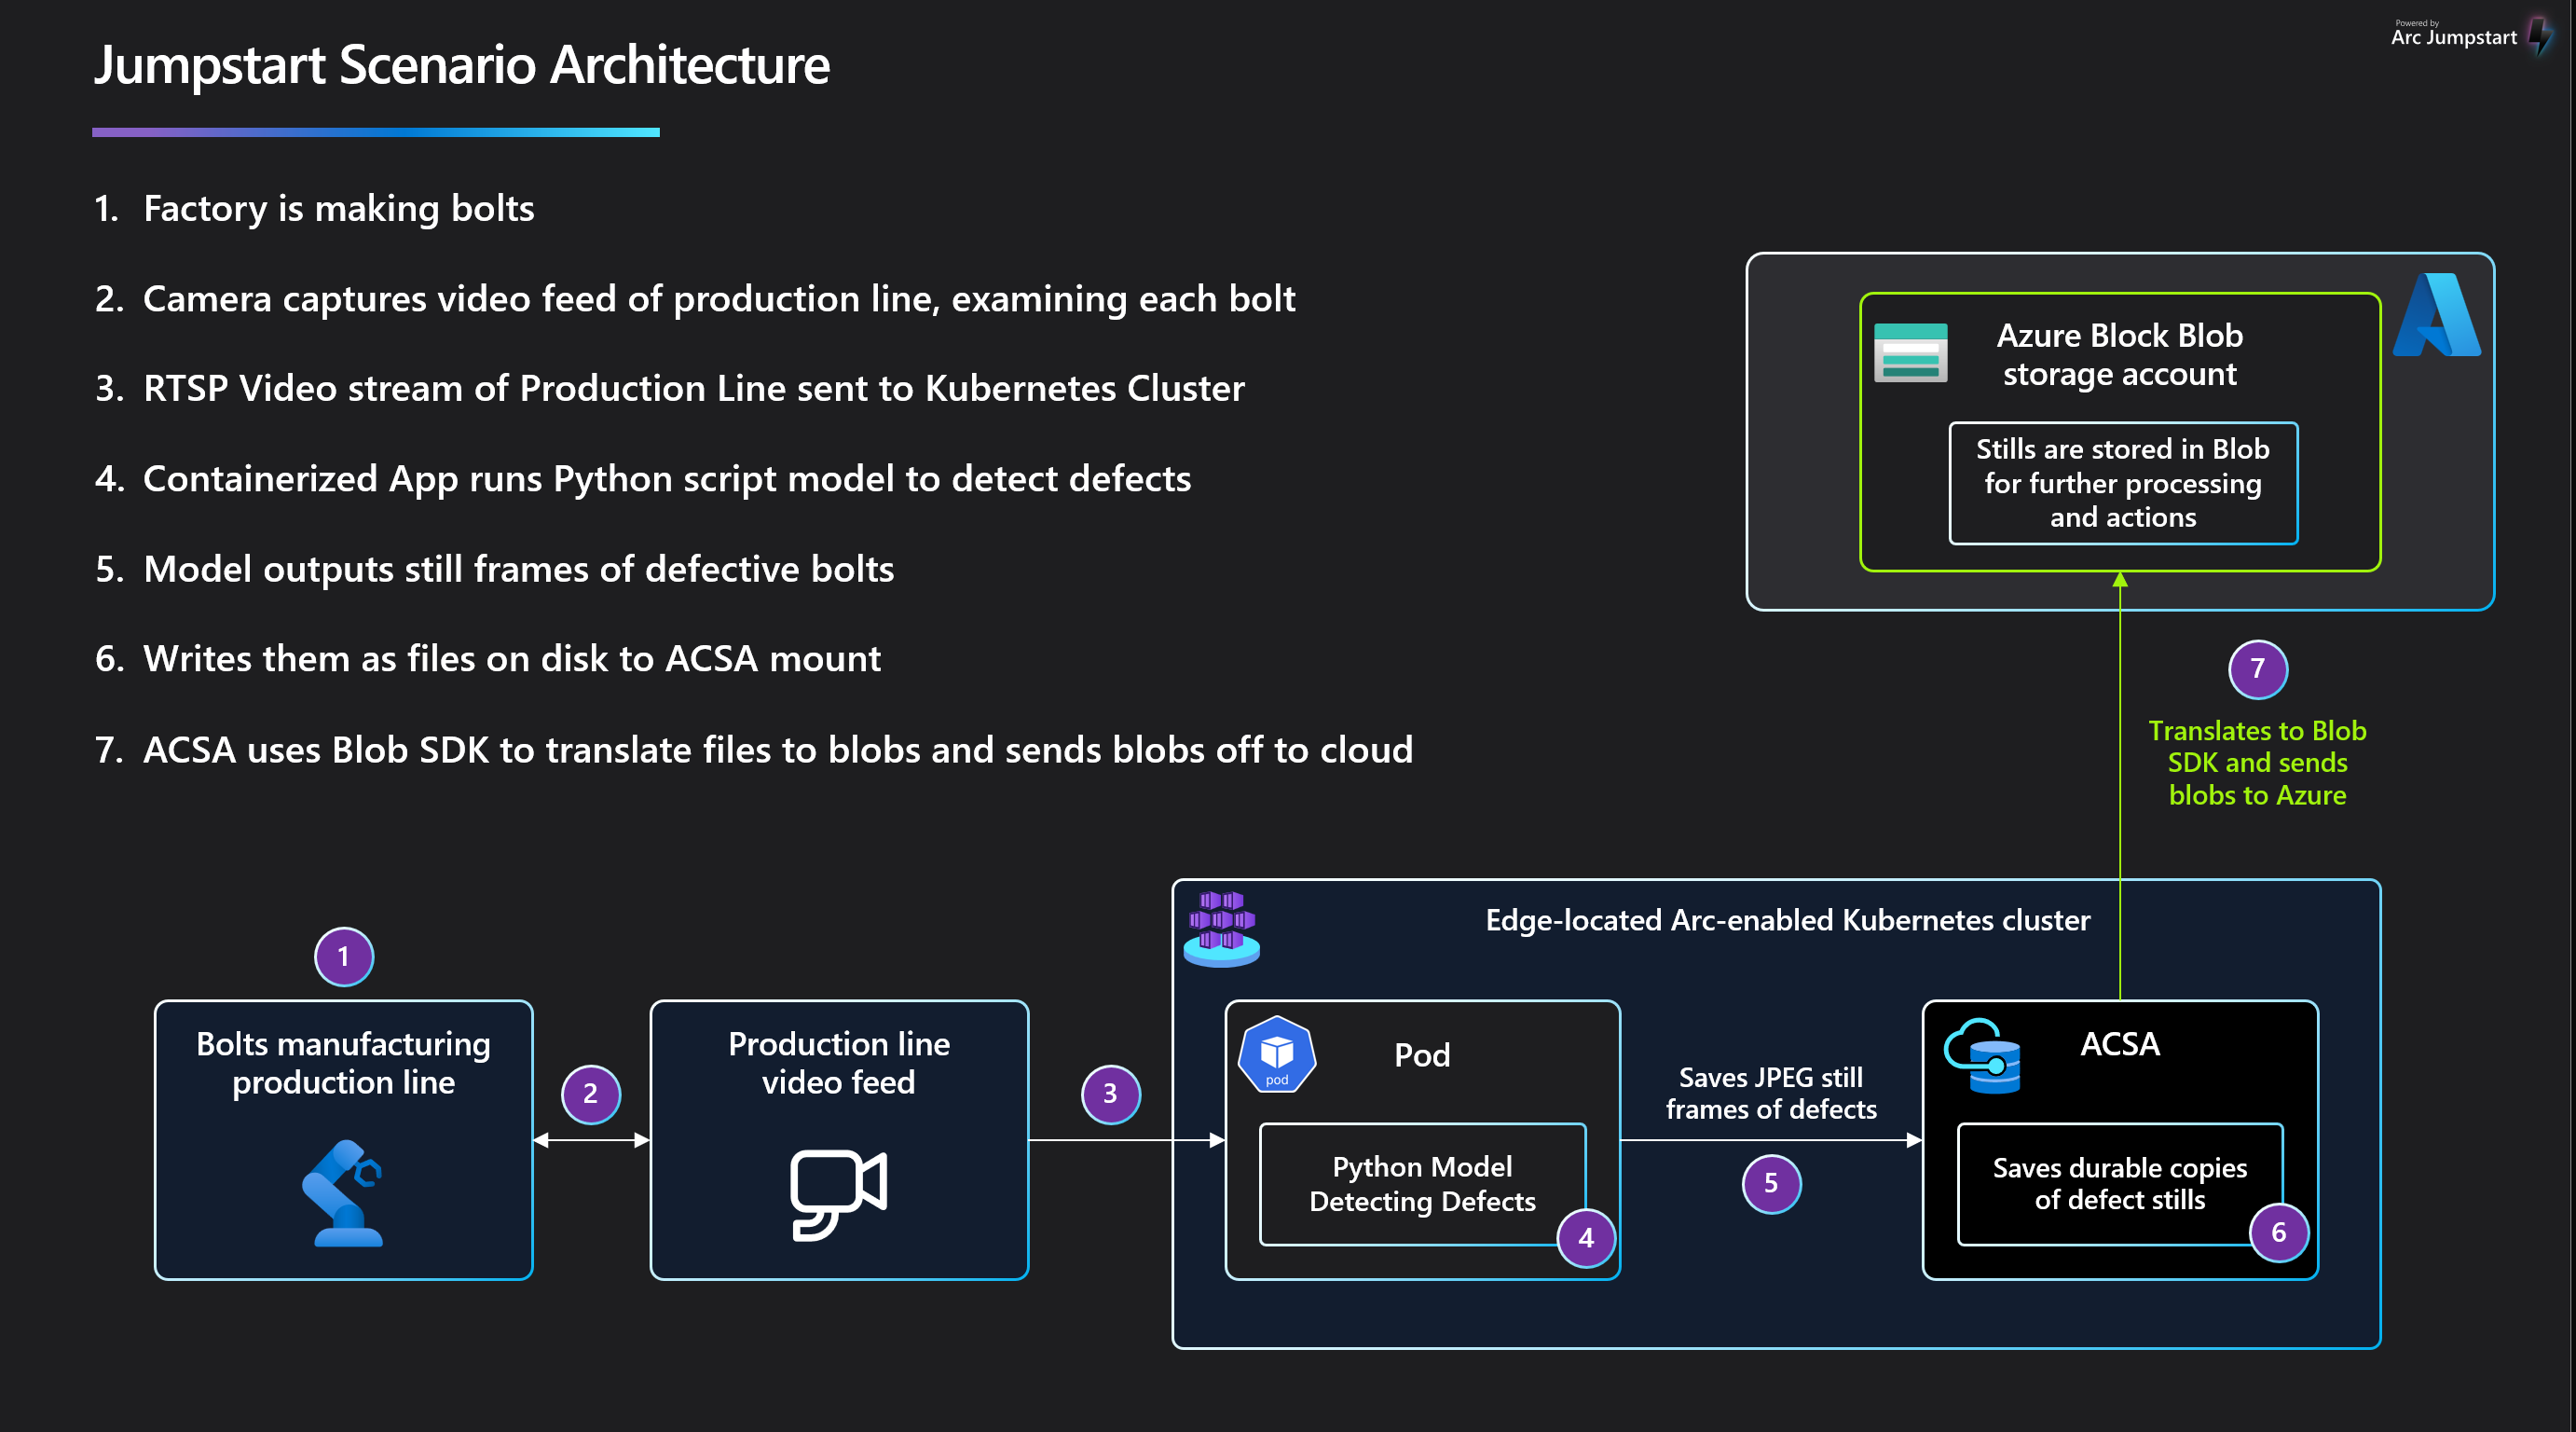 Powered by
Arc Jumpstart
Jumpstart Scenario Architecture
1. Factory is making bolts
2. Camera captures video feed of production line, examining each bolt
3. RTSP Video stream of Production Line sent to Kubernetes Cluster
4. Containerized App runs Python script model to detect defects
5. Model outputs still frames of defective bolts
6. Writes them as files on disk to ACSA mount
7. ACSA uses Blob SDK to translate files to blobs and sends blobs off to cloud
Azure Block Blob
storage account
Stills are stored in Blob
for further processing
and actions
7
Translates to Blob
SDK and sends
blobs to Azure
Edge-located Arc-enabled Kubernetes cluster
1
Bolts manufacturing
production line
2
Production line
video feed
3
pod
Pod
Python Model
Detecting Defects
4
Saves JPEG still
frames of defects
5
ACSA
Saves durable copies
of defect stills
6